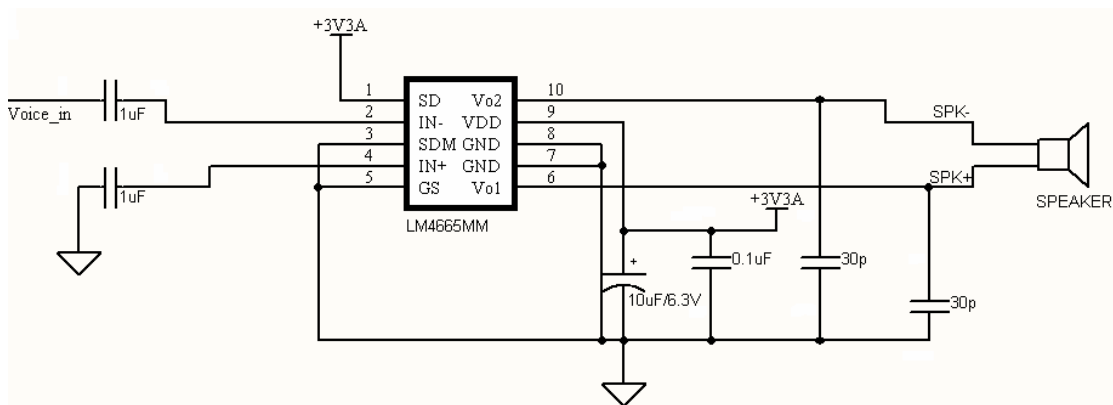 +3V3A
1uF
Voice_in
1uF
1
2
3
4
5
SD
IN-
SDM
IN+
GS
Vo2
VDD
GND
GND
Vo1
10
9
8
7
6
LM4665MM
+3V3A
+
10uF/6.3V
0.1uF
30p
30p
SPK-
SPK+
SPEAKER